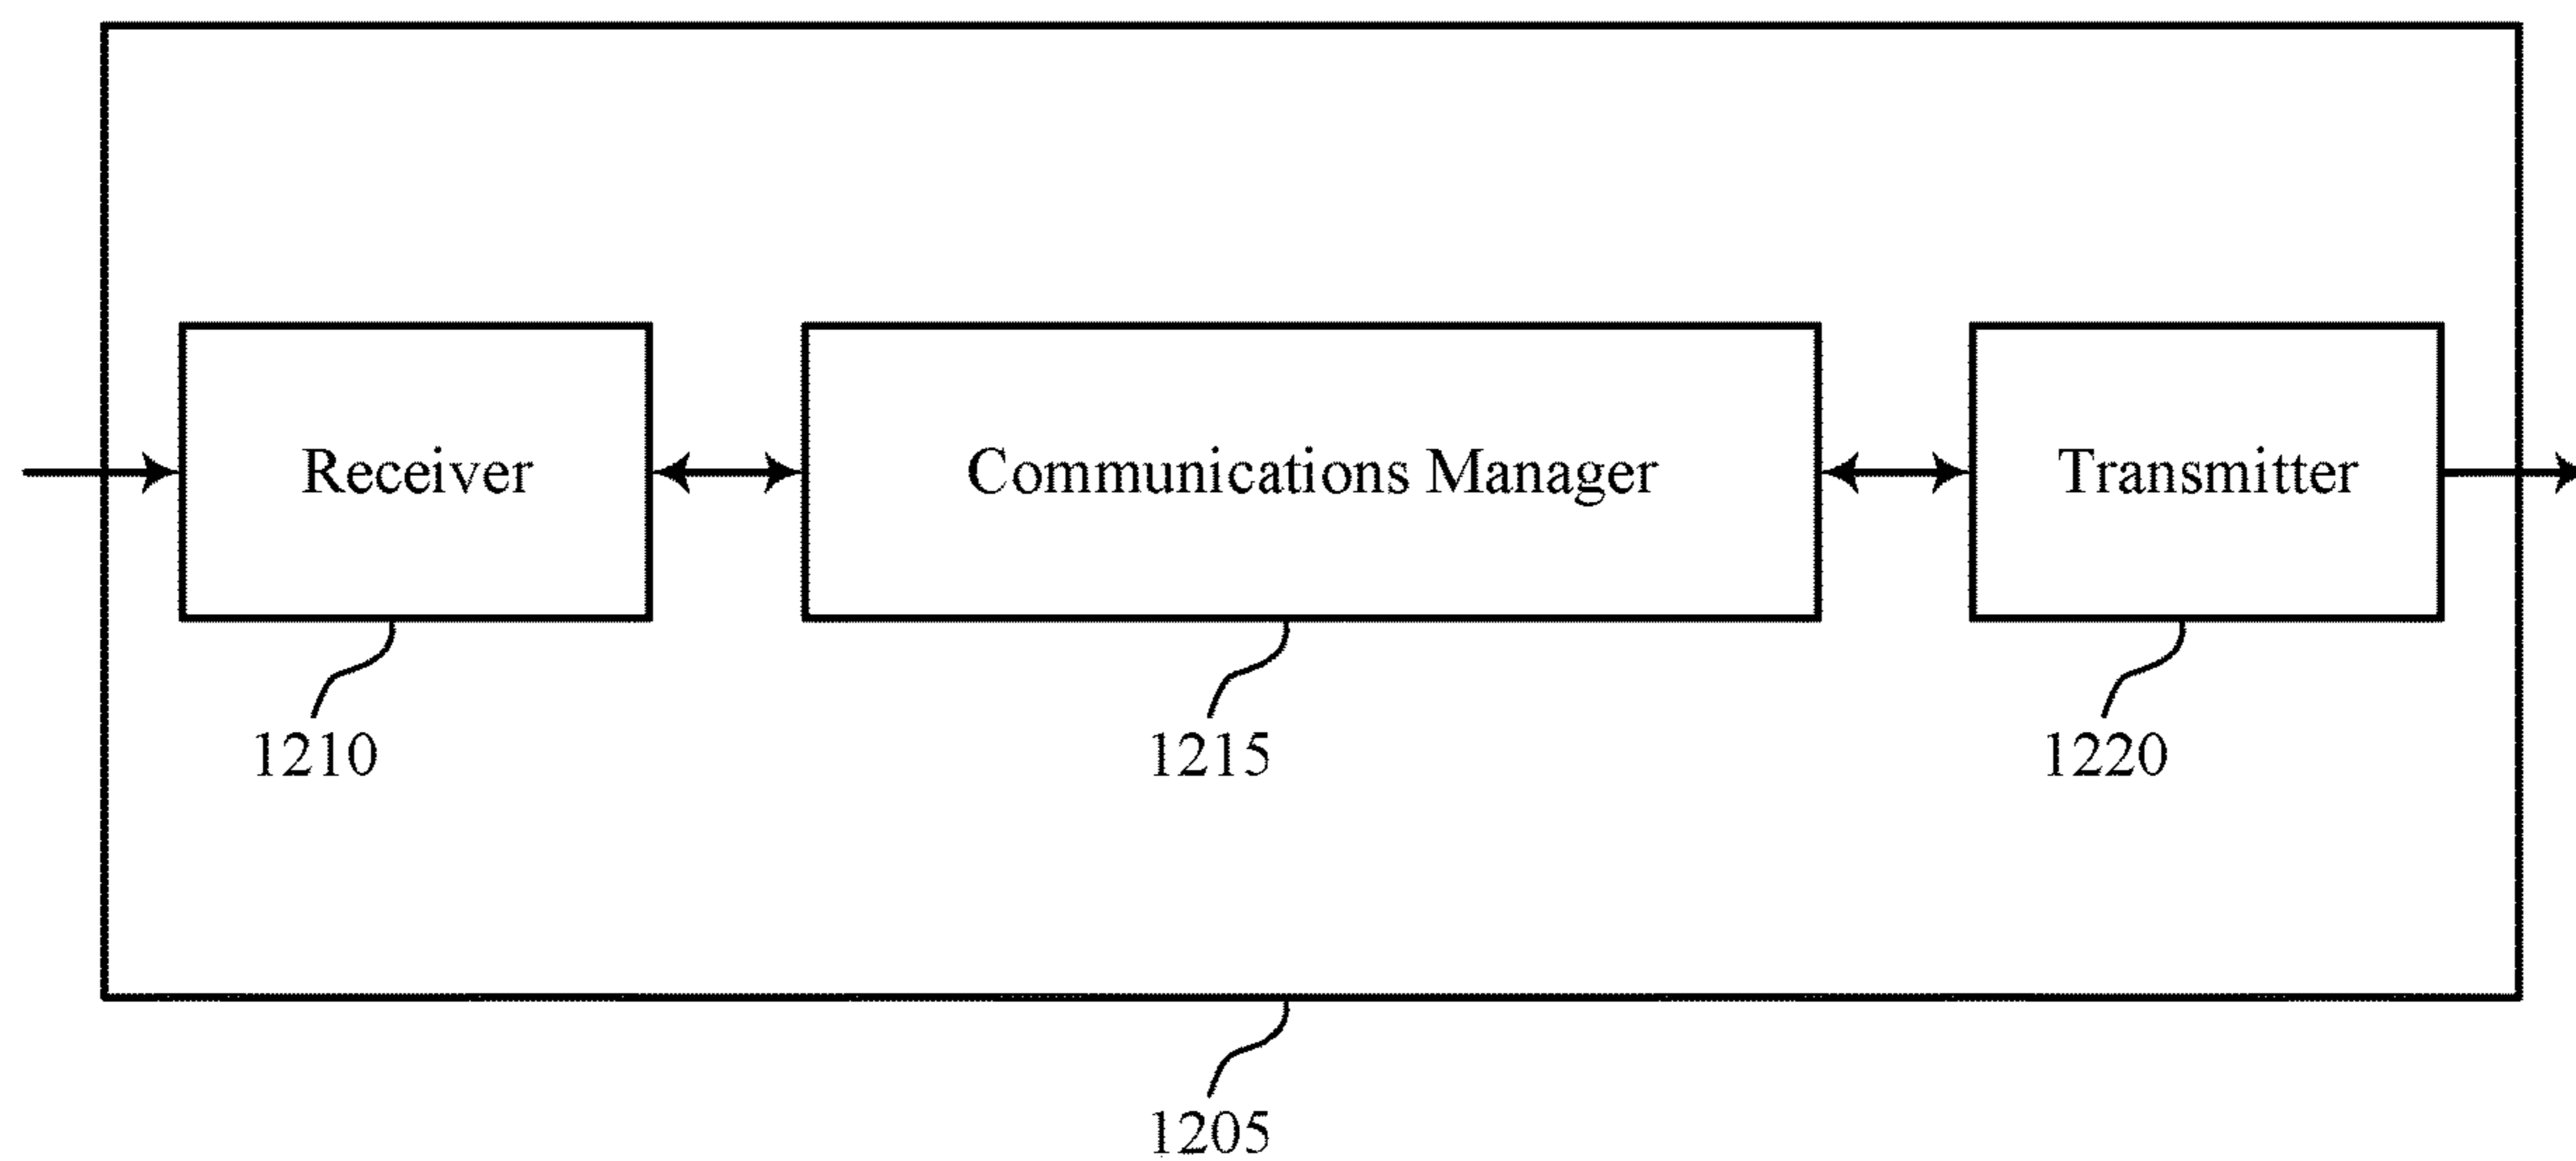 Receiver
Communications Manager
Transmitter
1210
1215
1220
1205